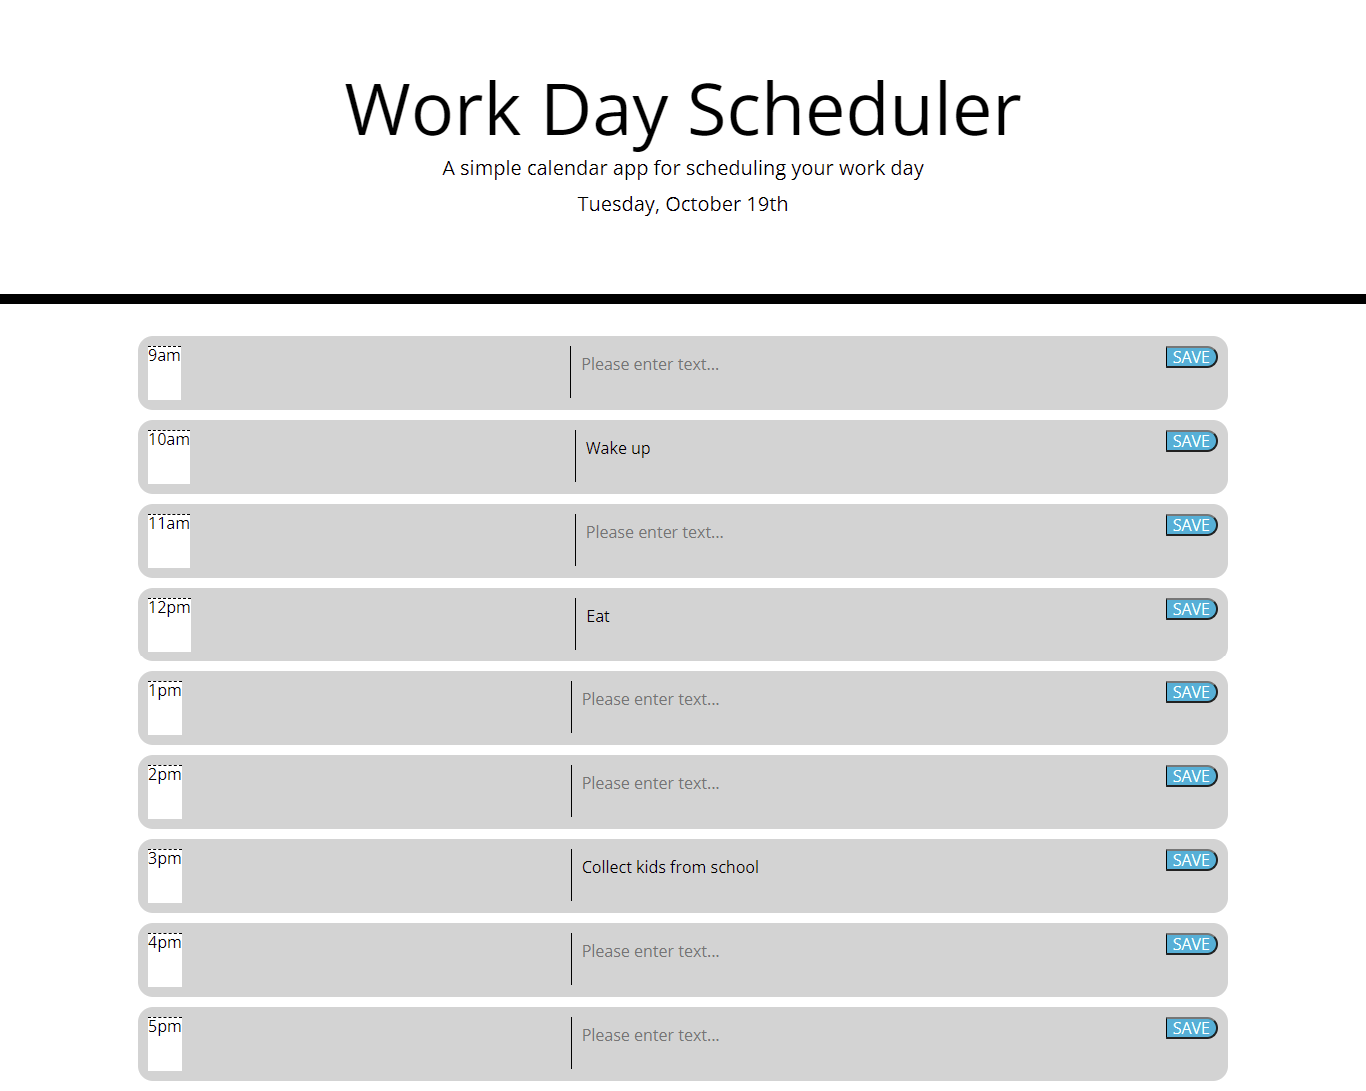 Work Day Scheduler
A simple calendar app for scheduling your work day
Tuesday, October 19th
9am Please enter text... SAVE
10am Wake up SAVE
11am Please enter text... SAVE
12pm Eat SAVE
1pm Please enter text... SAVE
2pm Please enter text... SAVE
3pm Collect kids from school SAVE
4pm Please enter text... SAVE
5pm Please enter text... SAVE